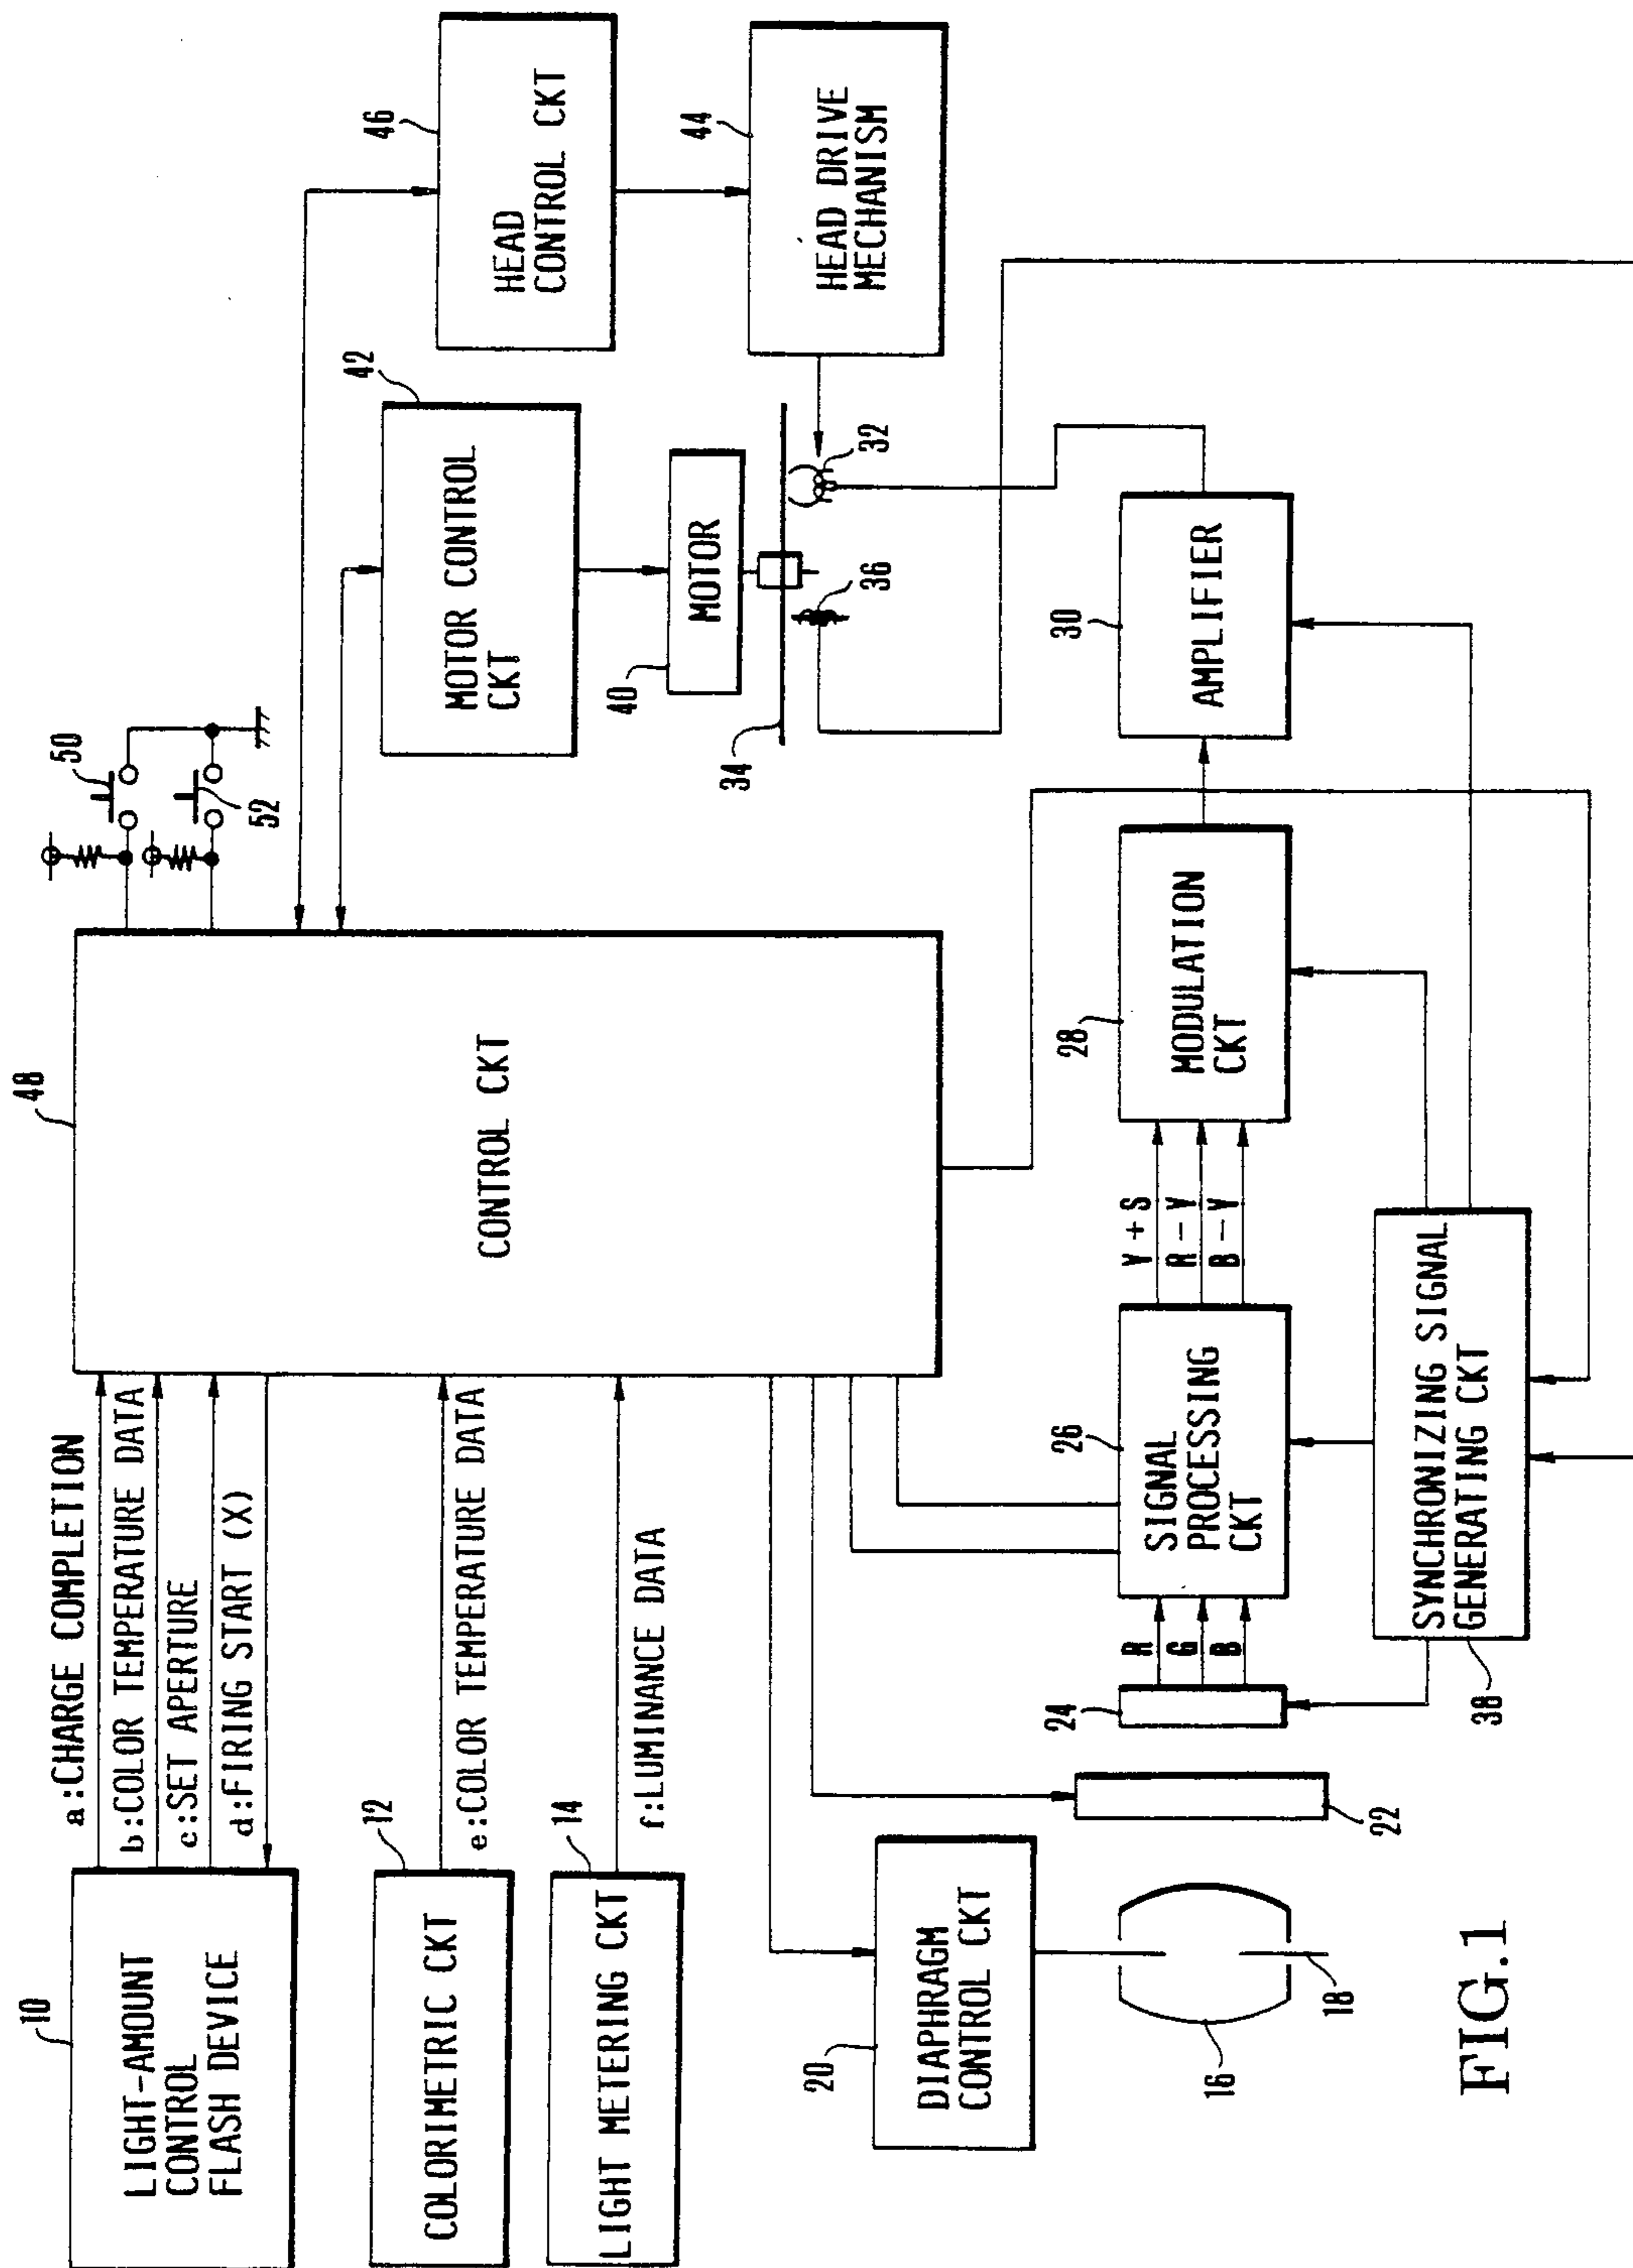 10
LIGHT-AMOUNT
CONTROL
FLASH DEVICE
a:CHARGE COMPLETION
b:COLOR TEMPERATURE DATA
c:SET APERTURE
d:FIRING START (X)
12
COLORIMETRIC CKT
e:COLOR TEMPERATURE DATA
14
LIGHT METERING CKT
f:LUMINANCE DATA
48
CONTROL CKT
50
52
42
MOTOR CONTROL
CKT
46
HEAD
CONTROL CKT
40
MOTOR
44
HEAD DRIVE
MECHANISM
34
36
32
20
DIAPHRAGM
CONTROL CKT
16
18
22
24
R
G
B
26
SIGNAL
PROCESSING
CKT
Y + S
R - Y
B - Y
28
MODULATION
CKT
30
AMPLIFIER
38
SYNCHRONIZING SIGNAL
GENERATING CKT
FIG.1